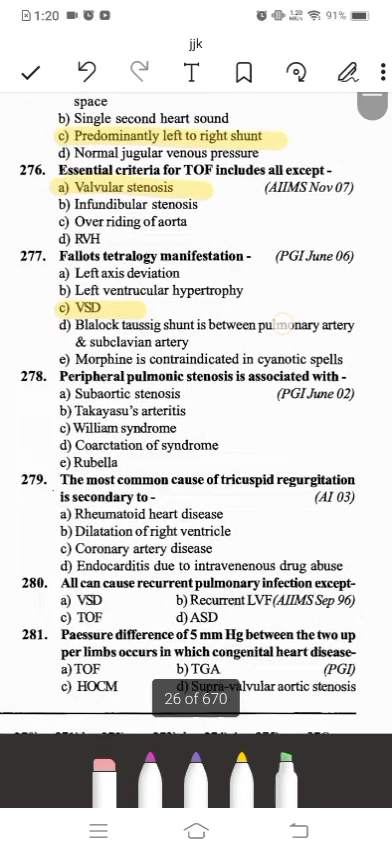 1:20
1.20 KB/s
91%
jjk
T
space
b) Single second heart sound
c) Predominantly left to right shunt
d) Normal jugular venous pressure
276. Essential criteria for TOF includes all except -
a) Valvular stenosis (AIIMS Nov 07)
b) Infundibular stenosis
c) Over riding of aorta
d) RVH
277. Fallots tetralogy manifestation - (PGI June 06)
a) Left axis deviation
b) Left ventrucular hypertrophy
c) VSD
d) Blalock taussig shunt is between pulmonary artery
& subclavian artery
e) Morphine is contraindicated in cyanotic spells
278. Peripheral pulmonic stenosis is associated with -
a) Subaortic stenosis (PGI June 02)
b) Takayasu's arteritis
c) William syndrome
d) Coarctation of syndrome
e) Rubella
279. The most common cause of tricuspid regurgitation
is secondary to - (AI 03)
a) Rheumatoid heart disease
b) Dilatation of right ventricle
c) Coronary artery disease
d) Endocarditis due to intravenenous drug abuse
280. All can cause recurrent pulmonary infection except-
a) VSD b) Recurrent LVF (AIIMS Sep 96)
c) TOF d) ASD
281. Paessure difference of 5 mm Hg between the two up
per limbs occurs in which congenital heart disease-
a) TOF b) TGA (PGI)
c) HOCM d) Supra-valvular aortic stenosis
26 of 670